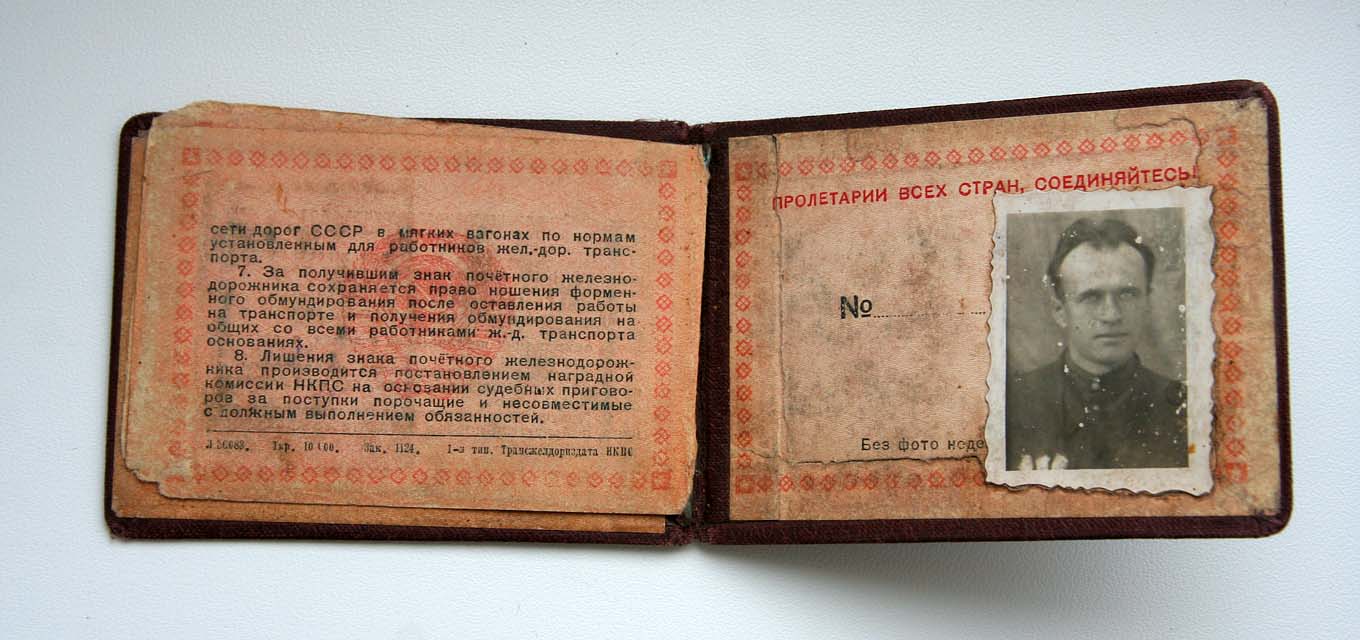 сети дорог СССР в мягких вагонах по нормам
установленным для работников жел.-дор. транс-
порта.
7. За получившим знак почётного железно-
дорожника сохраняется право ношения формен-
ного обмундирования после оставления работы
на транспорте и получения обмундирования на
общих со всеми работниками ж.-д. транспорта
основаниях.
8. Лишения знака почётного железнодорож-
ника производится постановлением наградной
комиссии НКПС на основании судебных пригово-
ров за поступки порочащие и несовместимые
с должным выполнением обязанностей.
Тир. Зак. 1124. 1-я тип. Трансжелдориздата НКПС
ПРОЛЕТАРИИ ВСЕХ СТРАН, СОЕДИНЯЙТЕСЬ!
№
Без фото неде